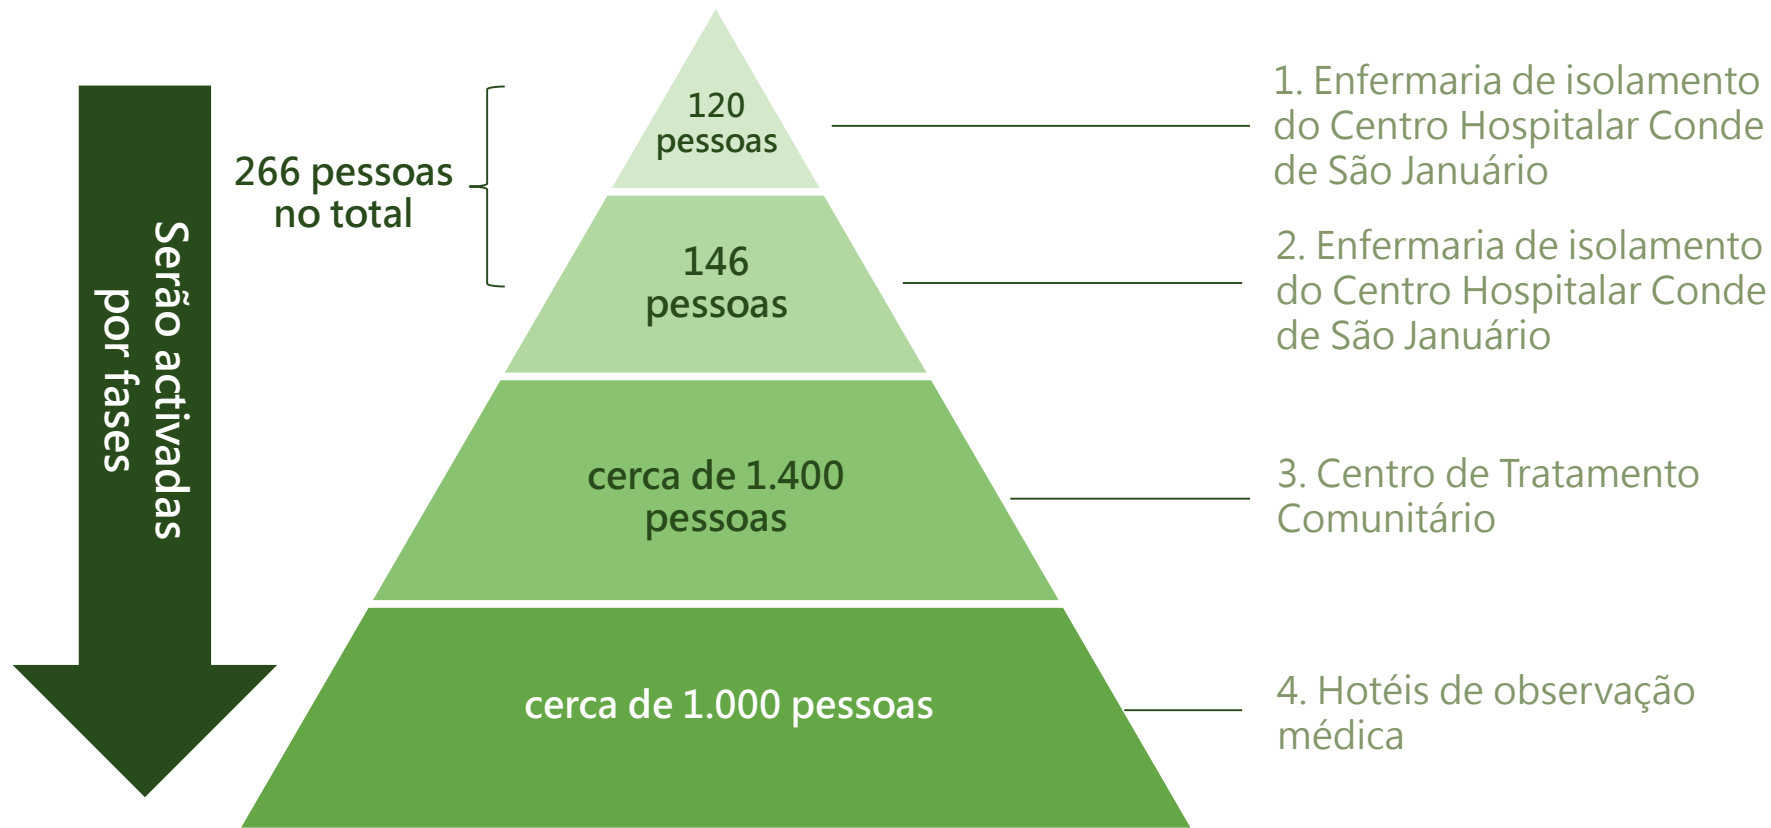 Serão activadas
por fases
266 pessoas
no total
120
pessoas
146
pessoas
cerca de 1.400
pessoas
cerca de 1.000 pessoas
1. Enfermaria de isolamento
do Centro Hospitalar Conde
de São Januário
2. Enfermaria de isolamento
do Centro Hospitalar Conde
de São Januário
3. Centro de Tratamento
Comunitário
4. Hotéis de observação
médica